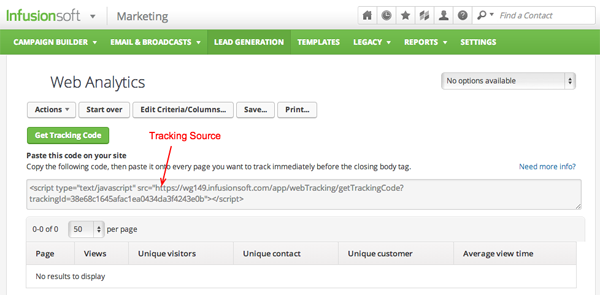 Infusionsoft Marketing Find a Contact
CAMPAIGN BUILDER EMAIL & BROADCASTS LEAD GENERATION TEMPLATES LEGACY REPORTS SETTINGS
Web Analytics
No options available
Actions Start over Edit Criteria/Columns... Save... Print...
Get Tracking Code
Tracking Source
Paste this code on your site
Copy the following code, then paste it onto every page you want to track immediately before the closing body tag. Need more info?
<script type="text/javascript" src="https://wg149.infusionsoft.com/app/webTracking/getTrackingCode?
trackingId=38e68c1645afac1ea0434da3f4243e0b"></script>
0-0 of 0 50 per page
Page Views Unique visitors Unique contact Unique customer Average view time
No results to display